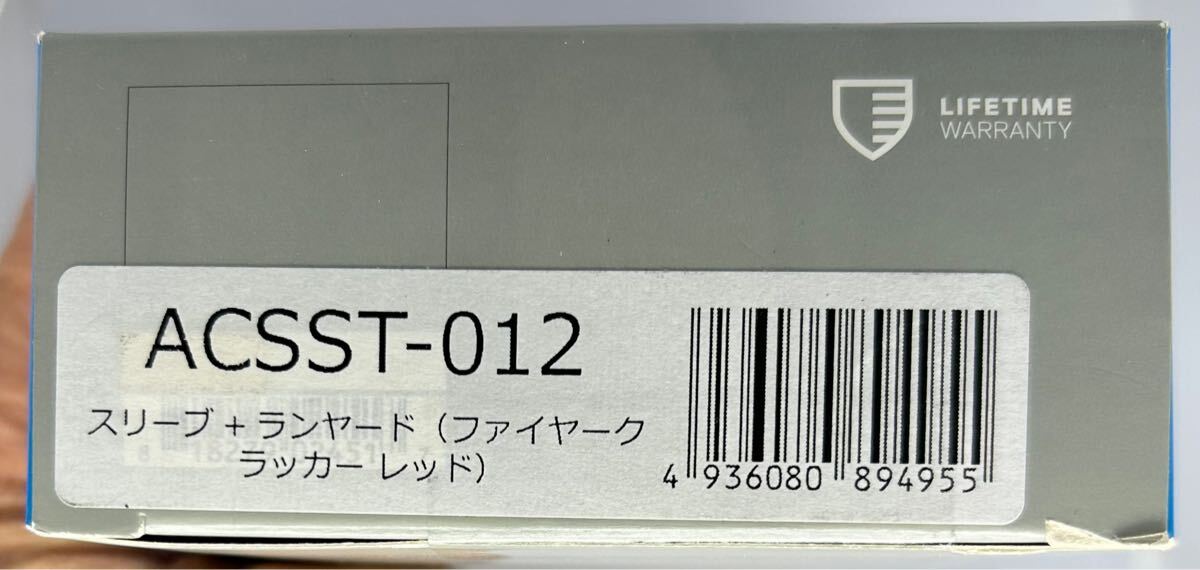 LIFETIME
WARRANTY
ACSST-012
スリーブ + ランヤード（ファイヤーク
ラッカー レッド）
4 936080 894955